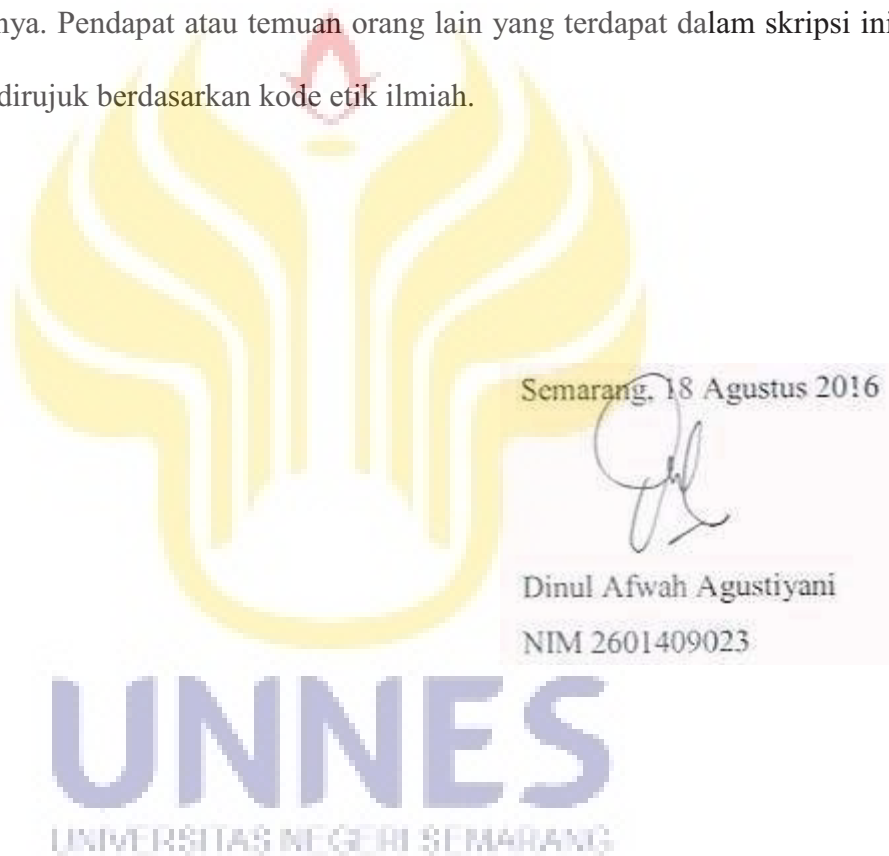 nya. Pendapat atau temuan orang lain yang terdapat dalam skripsi ini
dirujuk berdasarkan kode etik ilmiah.
Semarang, 18 Agustus 2016
Dinul Afwah Agustiyani
NIM 2601409023
UNNES
UNIVERSITAS NEGERI SEMARANG